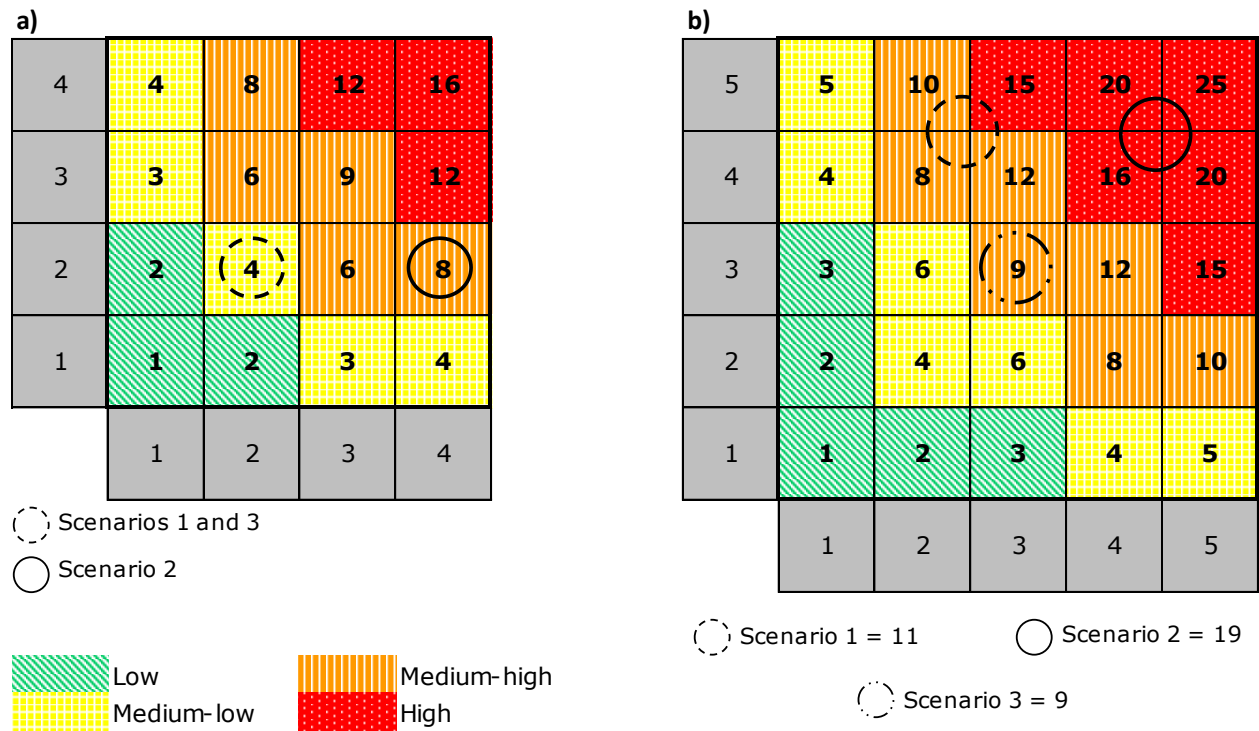 a)
4 4 8 12 16
3 3 6 9 12
2 2 4 6 8
1 1 2 3 4
1 2 3 4
Scenarios 1 and 3
Scenario 2
Low
Medium-low
Medium-high
High
b)
5 5 10 15 20 25
4 4 8 12 16 20
3 3 6 9 12 15
2 2 4 6 8 10
1 1 2 3 4 5
1 2 3 4 5
Scenario 1 = 11
Scenario 2 = 19
Scenario 3 = 9